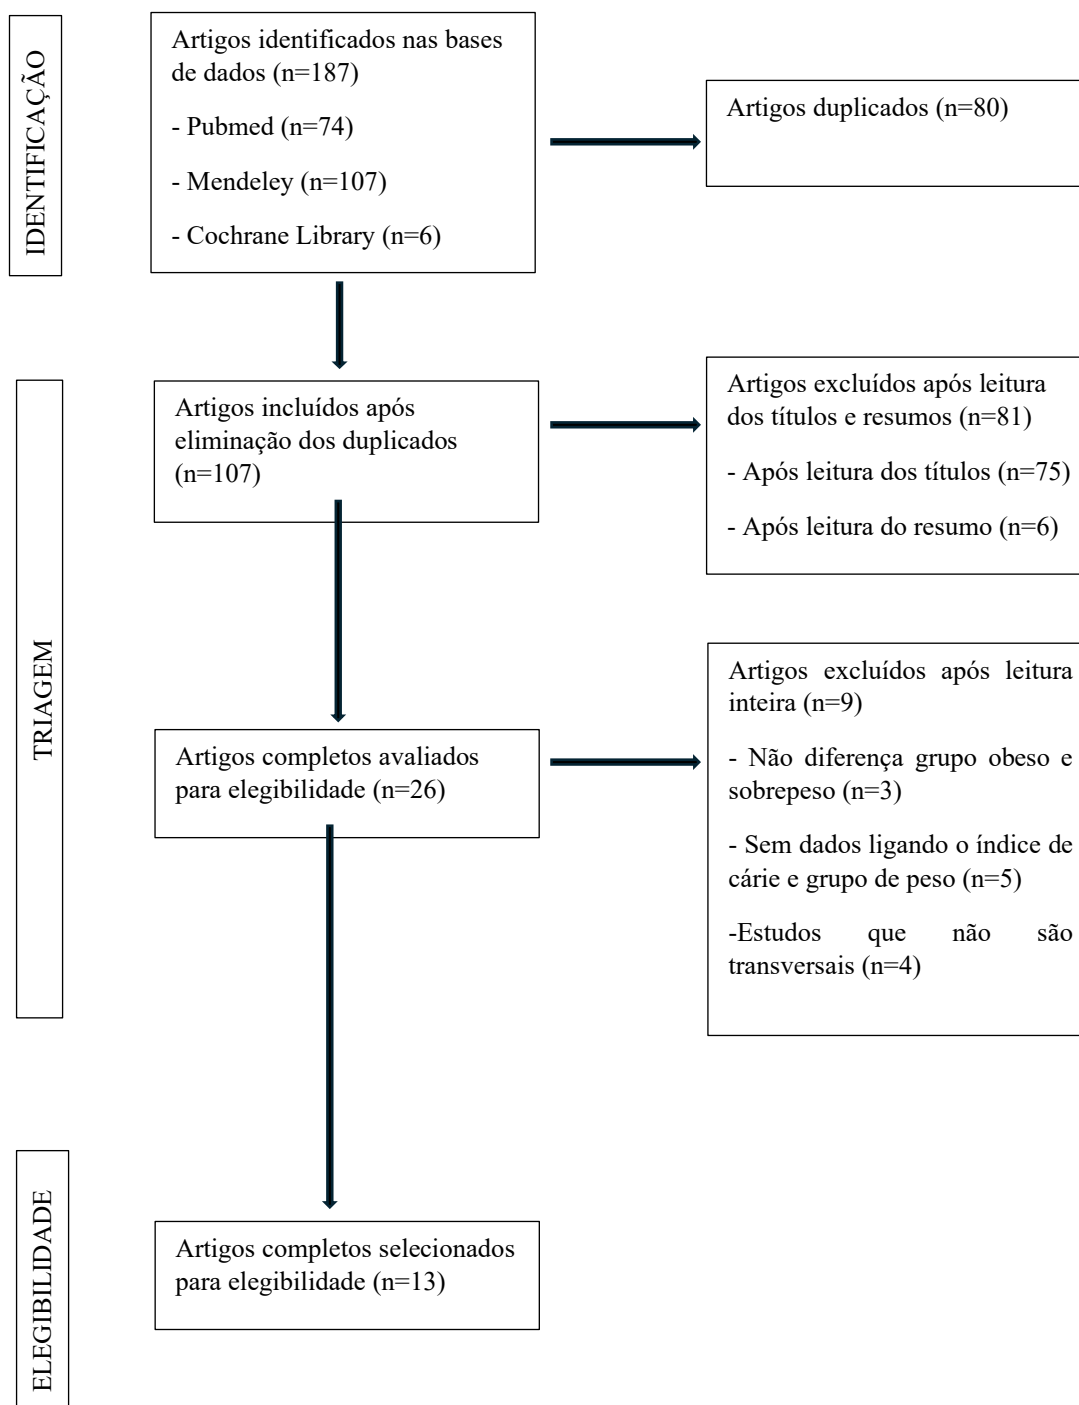 IDENTIFICAÇÃO
Artigos identificados nas bases
de dados (n=187)
- Pubmed (n=74)
- Mendeley (n=107)
- Cochrane Library (n=6)
Artigos duplicados (n=80)
TRIAGEM
Artigos incluídos após
eliminação dos duplicados
(n=107)
Artigos excluídos após leitura
dos títulos e resumos (n=81)
- Após leitura dos títulos (n=75)
- Após leitura do resumo (n=6)
Artigos completos avaliados
para elegibilidade (n=26)
Artigos excluídos após leitura
inteira (n=9)
- Não diferença grupo obeso e
sobrepeso (n=3)
- Sem dados ligando o índice de
cárie e grupo de peso (n=5)
-Estudos que não são
transversais (n=4)
ELEGIBILIDADE
Artigos completos selecionados
para elegibilidade (n=13)